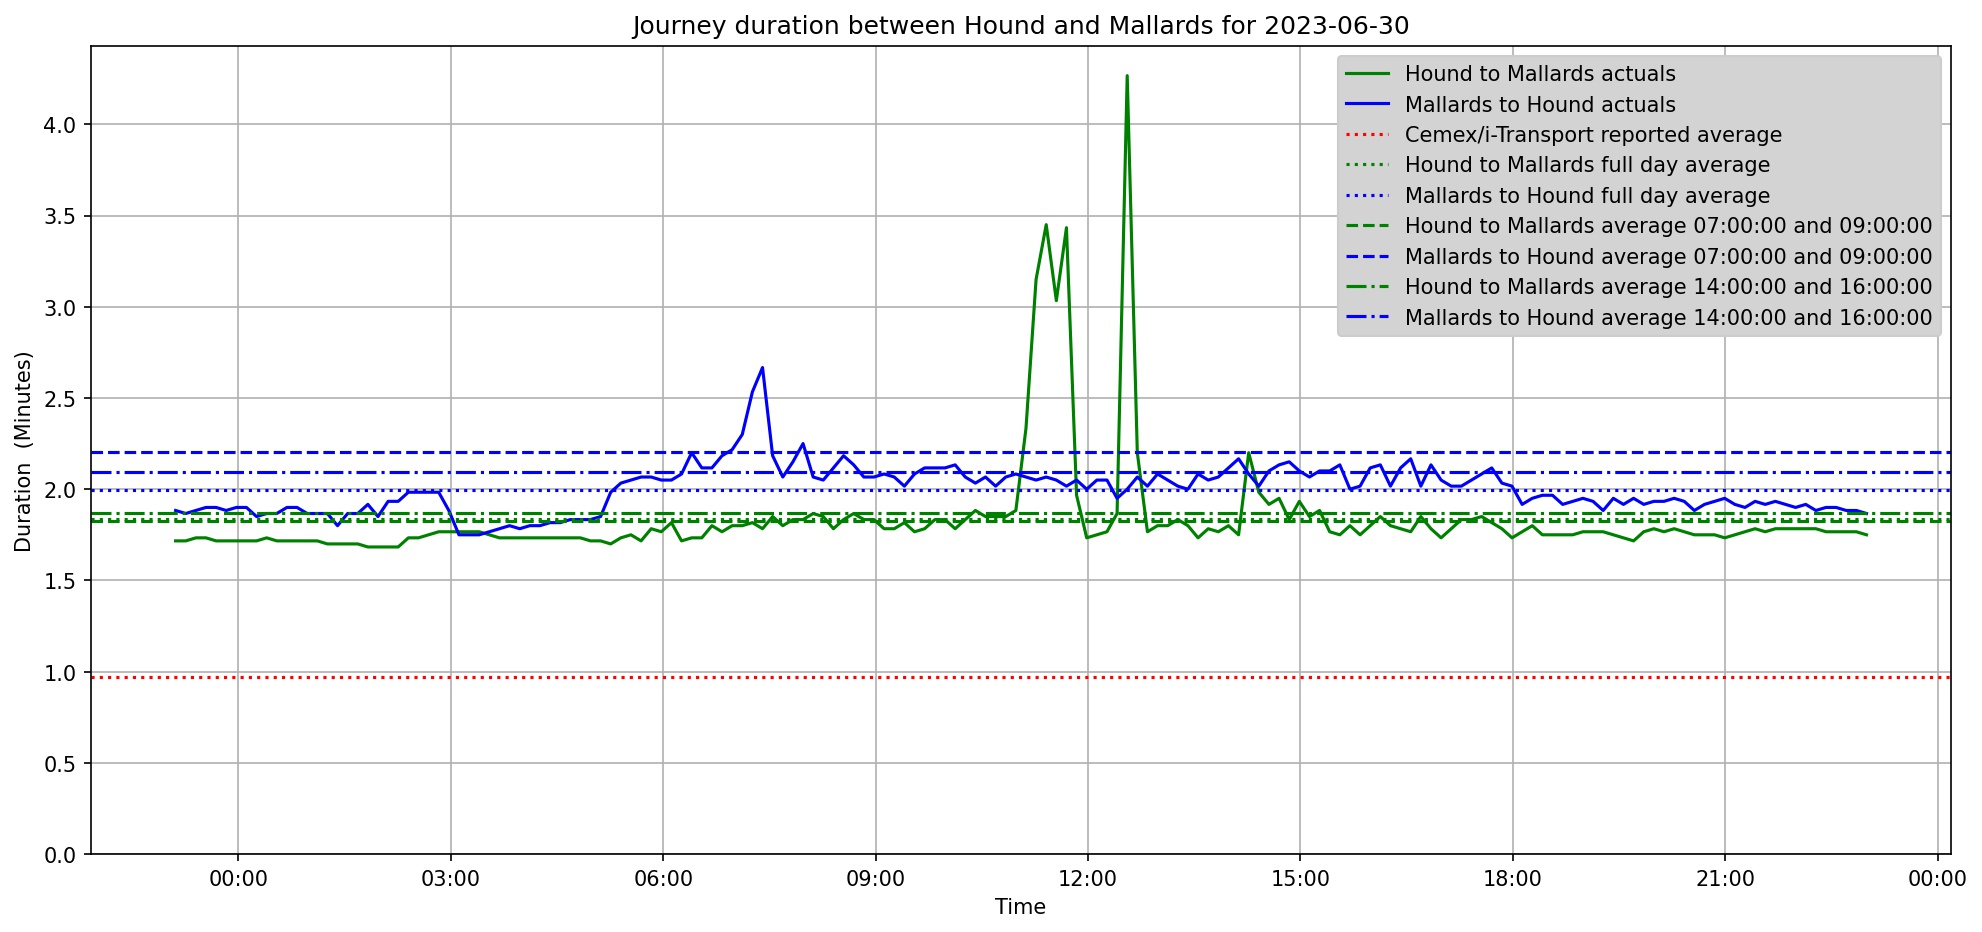 Journey duration between Hound and Mallards for 2023-06-30
Hound to Mallards actuals
Mallards to Hound actuals
Cemex/i-Transport reported average
Hound to Mallards full day average
Mallards to Hound full day average
Hound to Mallards average 07:00:00 and 09:00:00
Mallards to Hound average 07:00:00 and 09:00:00
Hound to Mallards average 14:00:00 and 16:00:00
Mallards to Hound average 14:00:00 and 16:00:00
Duration  (Minutes)
4.0
3.5
3.0
2.5
2.0
1.5
1.0
0.5
0.0
00:00 03:00 06:00 09:00 12:00 15:00 18:00 21:00 00:00
Time